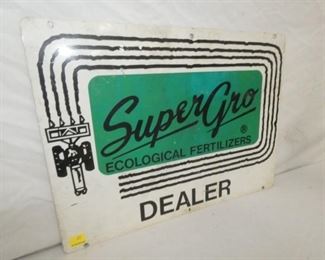 SuperGro
ECOLOGICAL FERTILIZERS ®
DEALER